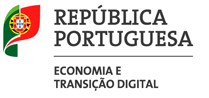 REPÚBLICA
PORTUGUESA
ECONOMIA E
TRANSIÇÃO DIGITAL